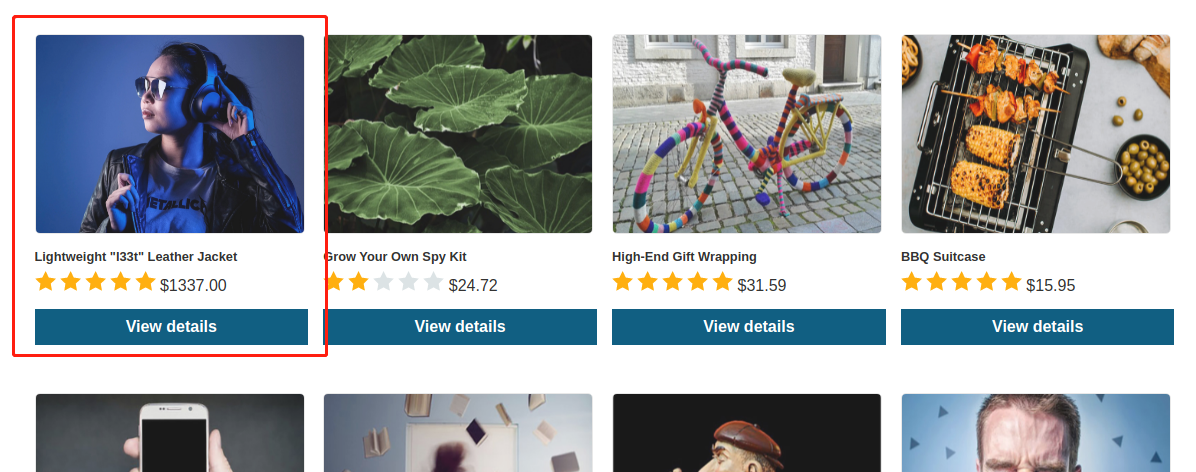 METALLICA
Lightweight "l33t" Leather Jacket
$1337.00
View details
Grow Your Own Spy Kit
$24.72
View details
High-End Gift Wrapping
$31.59
View details
BBQ Suitcase
$15.95
View details